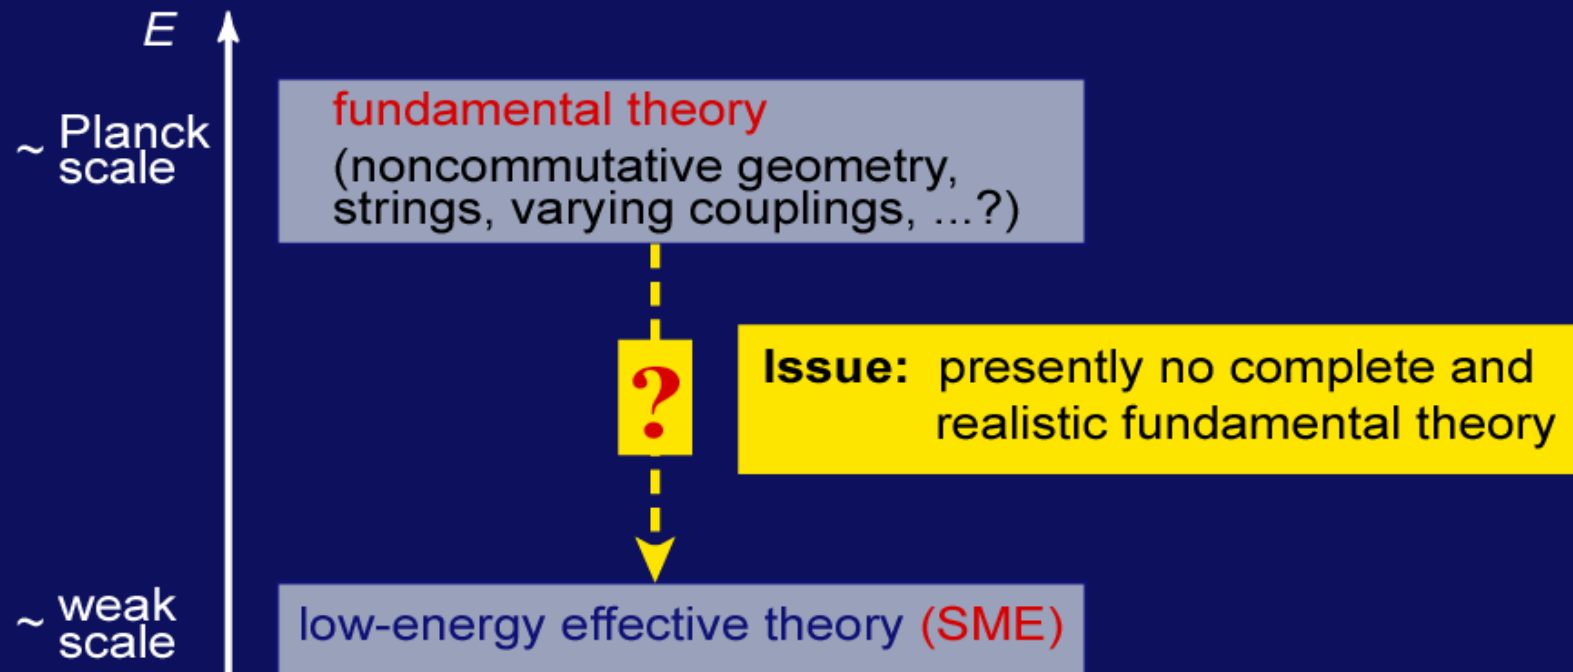 E
~ Planck
scale
fundamental theory
(noncommutative geometry,
strings, varying couplings, ...?)
?
Issue: presently no complete and
realistic fundamental theory
~ weak
scale
low-energy effective theory (SME)